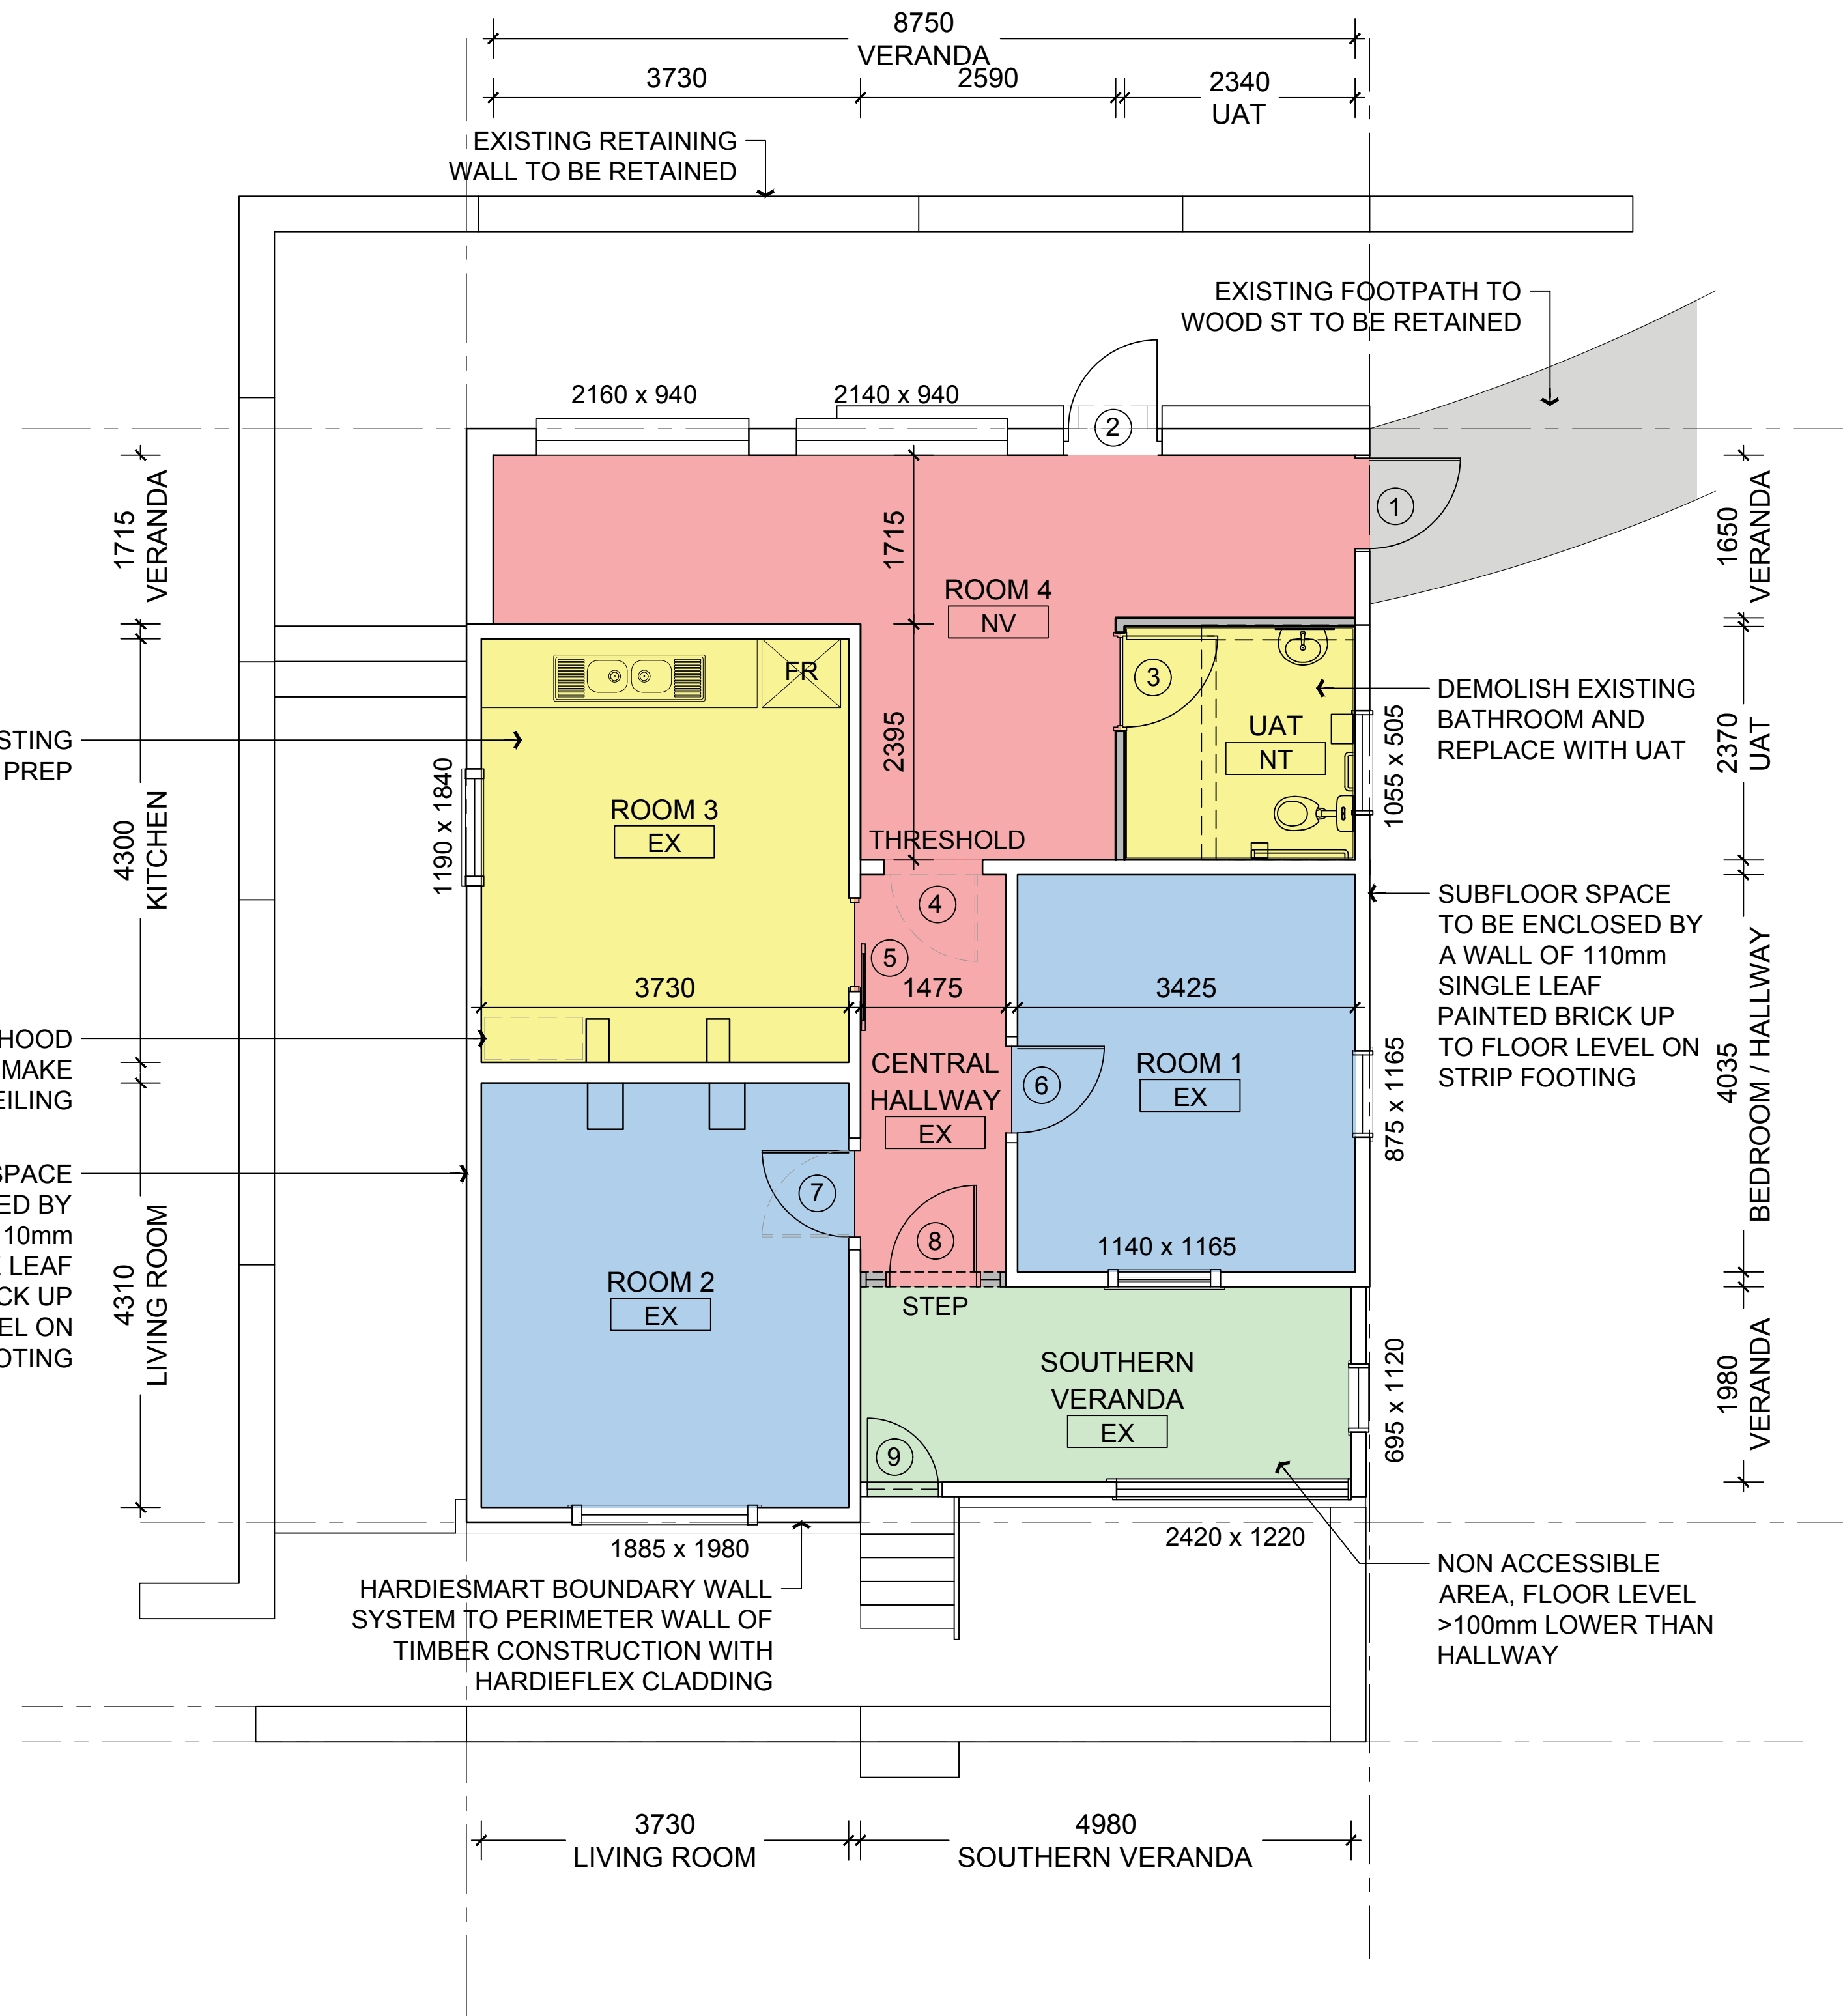 8750
VERANDA
3730
2590
2340
UAT
EXISTING RETAINING
WALL TO BE RETAINED
EXISTING FOOTPATH TO
WOOD ST TO BE RETAINED
2160 x 940
2140 x 940
2
1
1715
VERANDA
1715
1650
VERANDA
ROOM 4
NV
FR
3
UAT
NT
DEMOLISH EXISTING
BATHROOM AND
REPLACE WITH UAT
STING
PREP
2395
2370
UAT
1055 x 505
1190 x 1840
ROOM 3
EX
THRESHOLD
4300
KITCHEN
4
5
SUBFLOOR SPACE
TO BE ENCLOSED BY
A WALL OF 110mm
SINGLE LEAF
PAINTED BRICK UP
TO FLOOR LEVEL ON
STRIP FOOTING
3730
1475
3425
HOOD
MAKE
EILING
CENTRAL
HALLWAY
EX
6
ROOM 1
EX
875 x 1165
4035
BEDROOM / HALLWAY
SPACE
ED BY
10mm
E LEAF
CK UP
EL ON
OTING
7
8
1140 x 1165
4310
LIVING ROOM
ROOM 2
EX
STEP
SOUTHERN
VERANDA
EX
695 x 1120
1980
VERANDA
9
1885 x 1980
2420 x 1220
HARDIESMART BOUNDARY WALL
SYSTEM TO PERIMETER WALL OF
TIMBER CONSTRUCTION WITH
HARDIEFLEX CLADDING
NON ACCESSIBLE
AREA, FLOOR LEVEL
>100mm LOWER THAN
HALLWAY
3730
LIVING ROOM
4980
SOUTHERN VERANDA